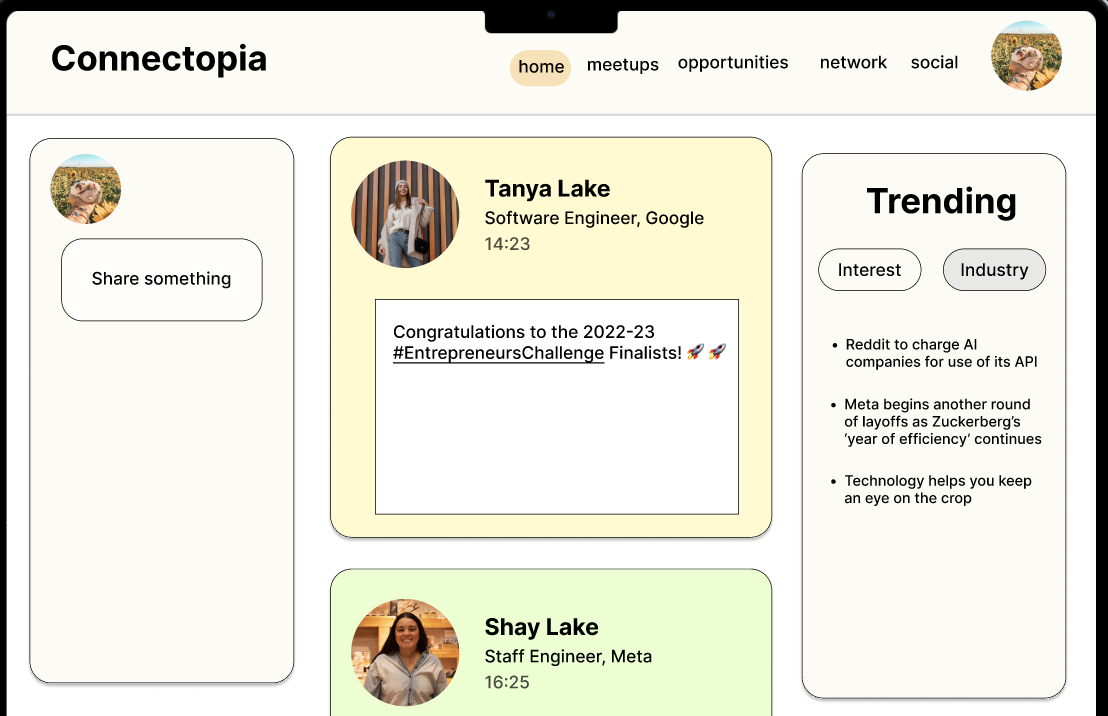 Connectopia
home meetups opportunities network social
Share something
Tanya Lake
Software Engineer, Google
14:23
Congratulations to the 2022-23
#EntrepreneursChallenge Finalists! 🚀 🚀
Shay Lake
Staff Engineer, Meta
16:25
Trending
Interest Industry
• Reddit to charge AI
companies for use of its API
• Meta begins another round
of layoffs as Zuckerberg’s
‘year of efficiency’ continues
• Technology helps you keep
an eye on the crop